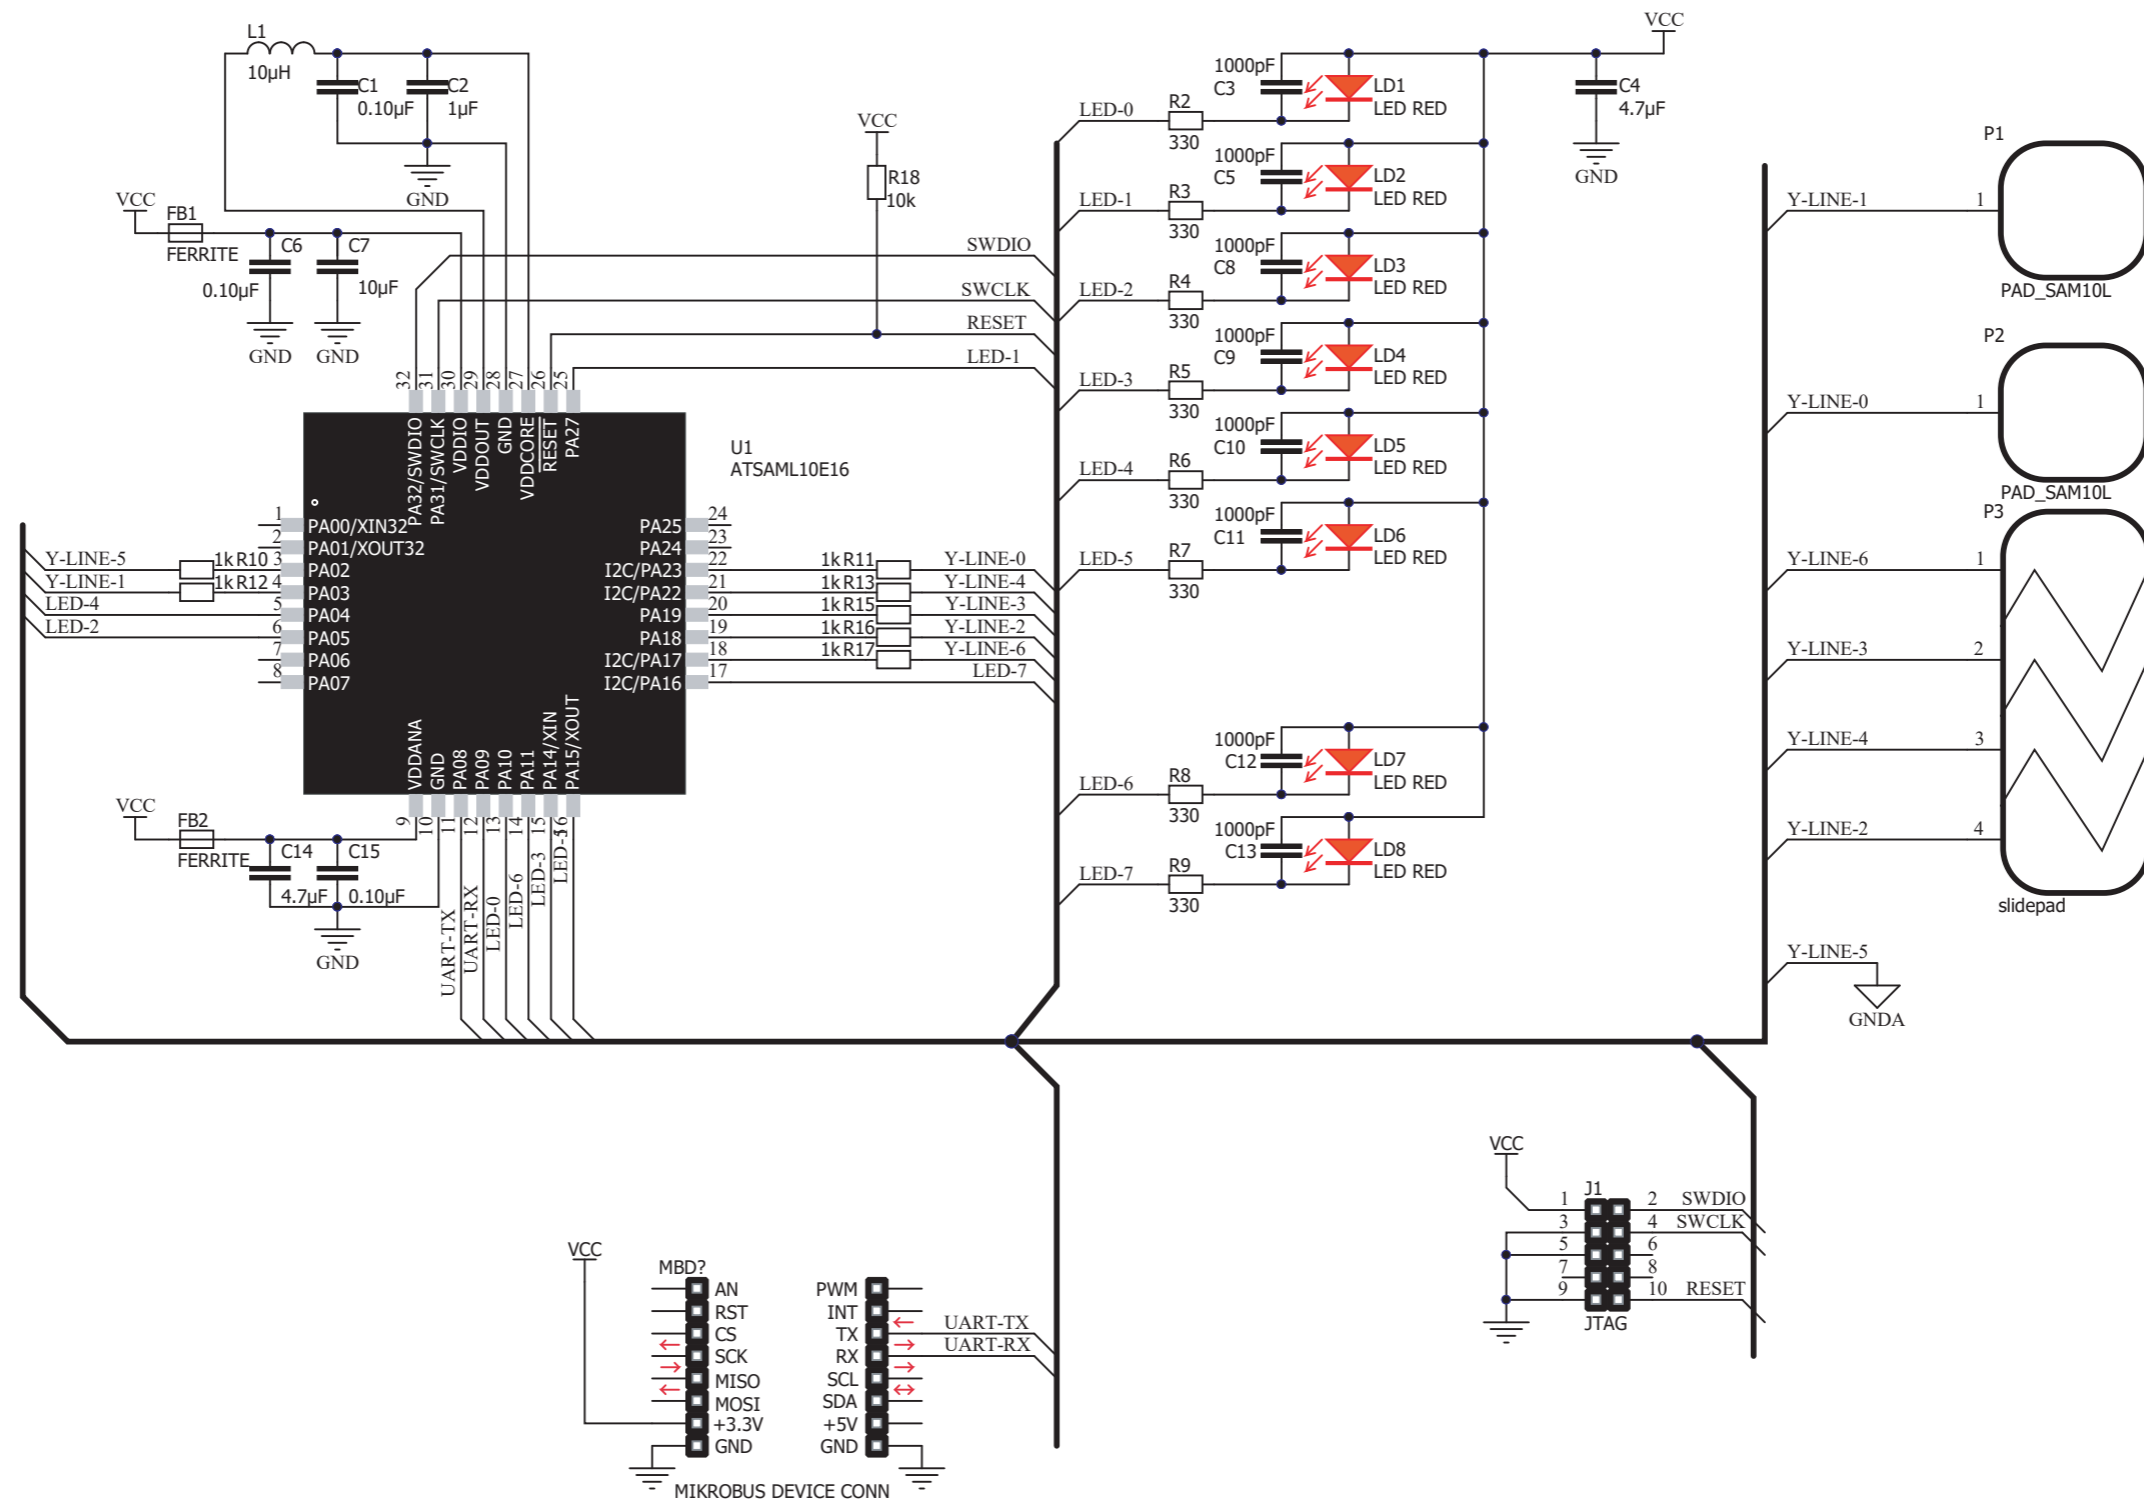 L1
10µH
C1
0.10µF
C2
1µF
GND
VCC
FB1
FERRITE
C6
0.10µF
C7
10µF
GND
GND
VCC
R18
10k
SWDIO
SWCLK
RESET
LED-1
32
31
30
29
28
27
26
25
PA32/SWDIO
PA31/SWCLK
VDDIO
VDDOUT
GND
VDDCORE
RESET
PA27
U1
ATSAML10E16
1 PA00/XIN32
2 PA01/XOUT32
Y-LINE-5 1k R10 3 PA02
Y-LINE-1 1k R12 4 PA03
LED-4 5 PA04
LED-2 6 PA05
7 PA06
8 PA07
PA25 24
PA24 23
I2C/PA23 22 1k R11 Y-LINE-0
I2C/PA22 21 1k R13 Y-LINE-4
PA19 20 1k R15 Y-LINE-3
PA18 19 1k R16 Y-LINE-2
I2C/PA17 18 1k R17 Y-LINE-6
I2C/PA16 17 LED-7
VDDANA
GND
PA08
PA09
PA10
PA11
PA14/XIN
PA15/XOUT
9
10
11
12
13
14
15
16
UART-TX
UART-RX
LED-0
LED-6
LED-3
LED-5
VCC
FB2
FERRITE
C14
4.7µF
C15
0.10µF
GND
VCC
LED-0
R2
330
1000pF
C3
LD1
LED RED
C4
4.7µF
GND
LED-1
R3
330
1000pF
C5
LD2
LED RED
LED-2
R4
330
1000pF
C8
LD3
LED RED
LED-3
R5
330
1000pF
C9
LD4
LED RED
LED-4
R6
330
1000pF
C10
LD5
LED RED
LED-5
R7
330
1000pF
C11
LD6
LED RED
LED-6
R8
330
1000pF
C12
LD7
LED RED
LED-7
R9
330
1000pF
C13
LD8
LED RED
P1
Y-LINE-1 1
PAD_SAM10L
P2
Y-LINE-0 1
PAD_SAM10L
P3
Y-LINE-6 1
Y-LINE-3 2
Y-LINE-4 3
Y-LINE-2 4
slidepad
Y-LINE-5
GNDA
VCC
MBD?
AN
RST
CS
SCK
MISO
MOSI
+3.3V
GND
PWM
INT
TX UART-TX
RX UART-RX
SCL
SDA
+5V
GND
MIKROBUS DEVICE CONN
VCC
J1
1 2 SWDIO
3 4 SWCLK
5 6
7 8
9 10 RESET
JTAG